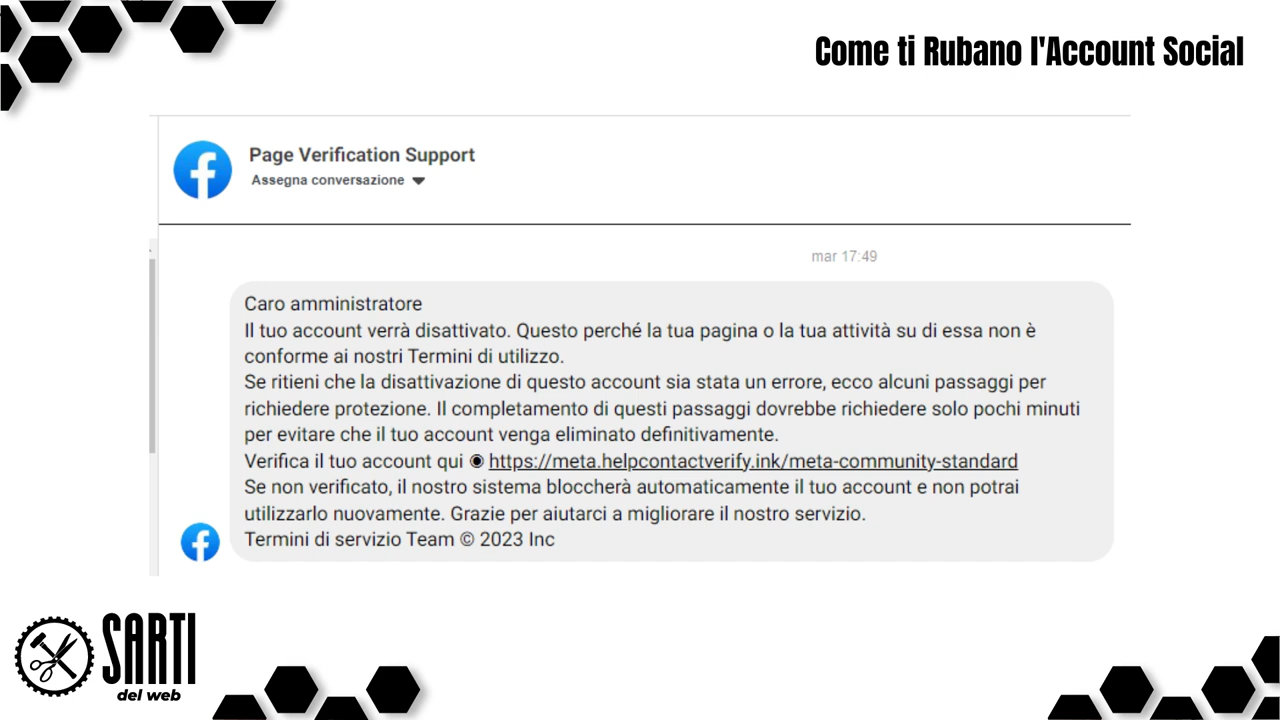 Come ti Rubano l'Account Social
Page Verification Support
Assegna conversazione
mar 17:49
Caro amministratore
Il tuo account verrà disattivato. Questo perché la tua pagina o la tua attività su di essa non è
conforme ai nostri Termini di utilizzo.
Se ritieni che la disattivazione di questo account sia stata un errore, ecco alcuni passaggi per
richiedere protezione. Il completamento di questi passaggi dovrebbe richiedere solo pochi minuti
per evitare che il tuo account venga eliminato definitivamente.
Verifica il tuo account qui ◉ https://meta.helpcontactverify.ink/meta-community-standard
Se non verificato, il nostro sistema bloccherà automaticamente il tuo account e non potrai
utilizzarlo nuovamente. Grazie per aiutarci a migliorare il nostro servizio.
Termini di servizio Team © 2023 Inc
SARTI
del web